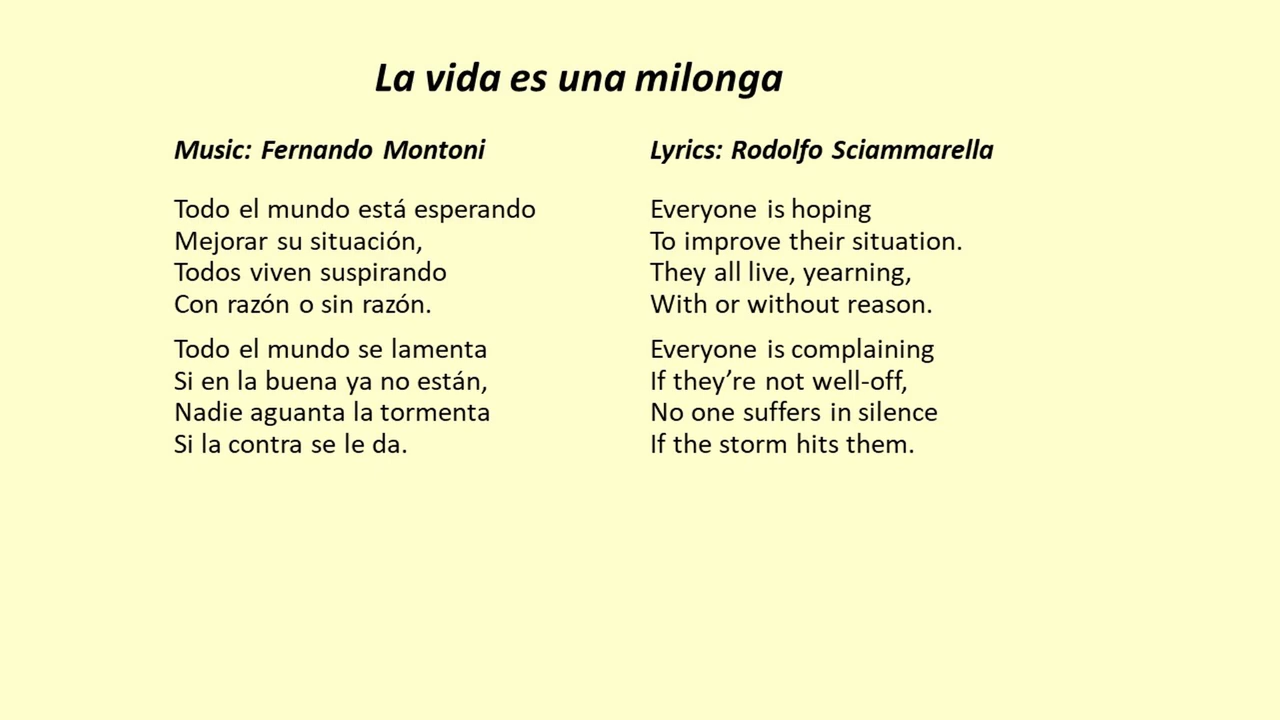 La vida es una milonga
Music: Fernando Montoni
Lyrics: Rodolfo Sciammarella
Todo el mundo está esperando
Mejorar su situación,
Todos viven suspirando
Con razón o sin razón.
Todo el mundo se lamenta
Si en la buena ya no están,
Nadie aguanta la tormenta
Si la contra se le da.
Everyone is hoping
To improve their situation.
They all live, yearning,
With or without reason.
Everyone is complaining
If they’re not well-off,
No one suffers in silence
If the storm hits them.